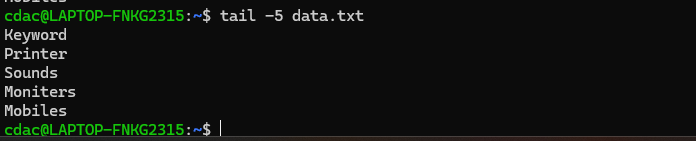 cdac@LAPTOP-FNKG2315:~$ tail -5 data.txt
Keyword
Printer
Sounds
Moniters
Mobiles
cdac@LAPTOP-FNKG2315:~$